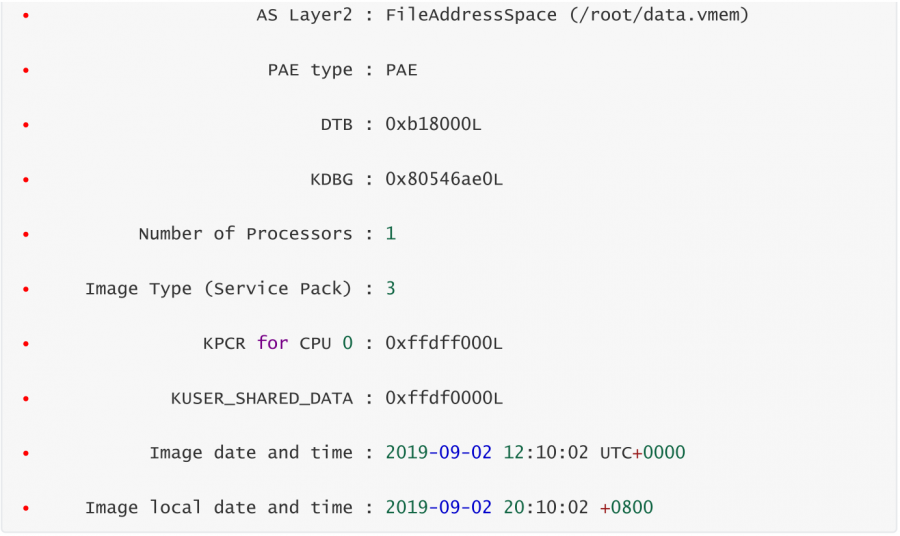 AS Layer2 : FileAddressSpace (/root/data.vmem)
PAE type : PAE
DTB : 0xb18000L
KDBG : 0x80546ae0L
Number of Processors : 1
Image Type (Service Pack) : 3
KPCR for CPU 0 : 0xffdff000L
KUSER_SHARED_DATA : 0xffdf0000L
Image date and time : 2019-09-02 12:10:02 UTC+0000
Image local date and time : 2019-09-02 20:10:02 +0800